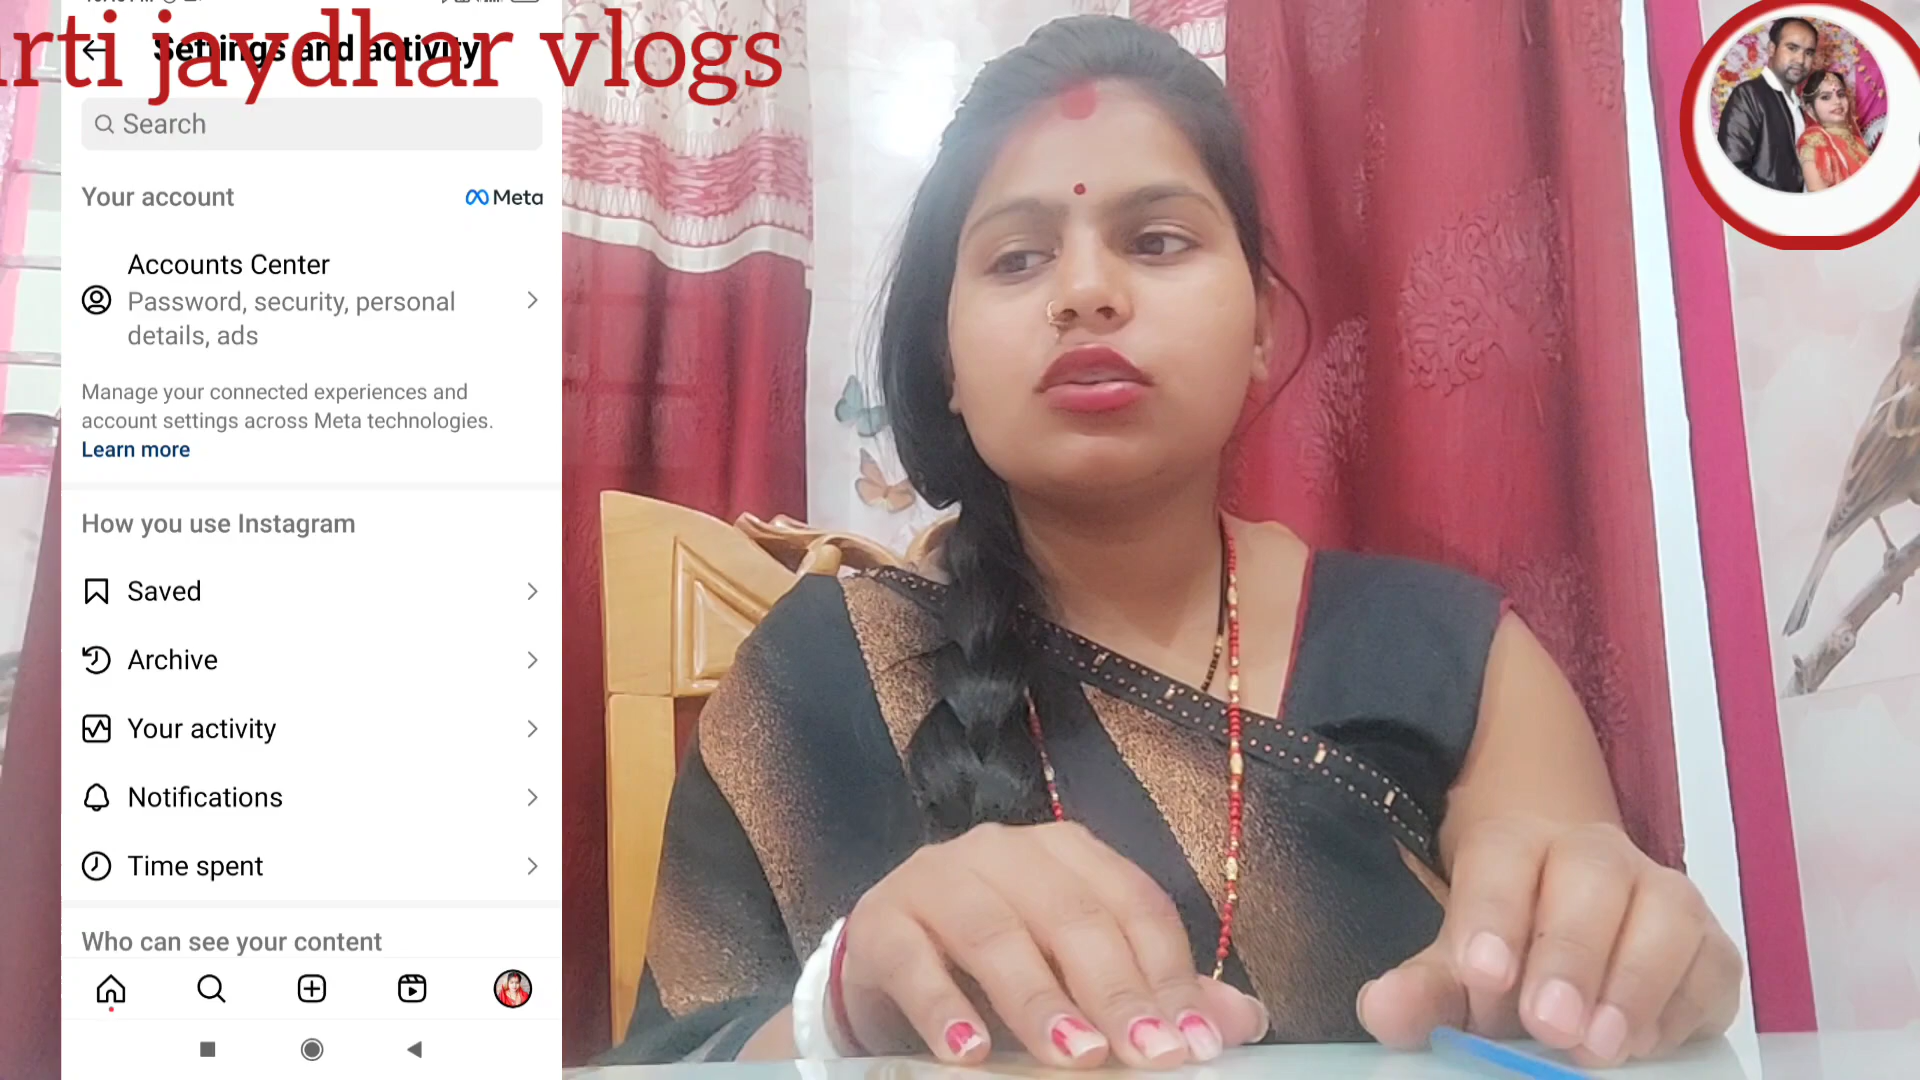 rti jaydhar vlogs
Settings and activity
Search
Your account
Meta
Accounts Center
Password, security, personal
details, ads
Manage your connected experiences and
account settings across Meta technologies.
Learn more
How you use Instagram
Saved
Archive
Your activity
Notifications
Time spent
Who can see your content